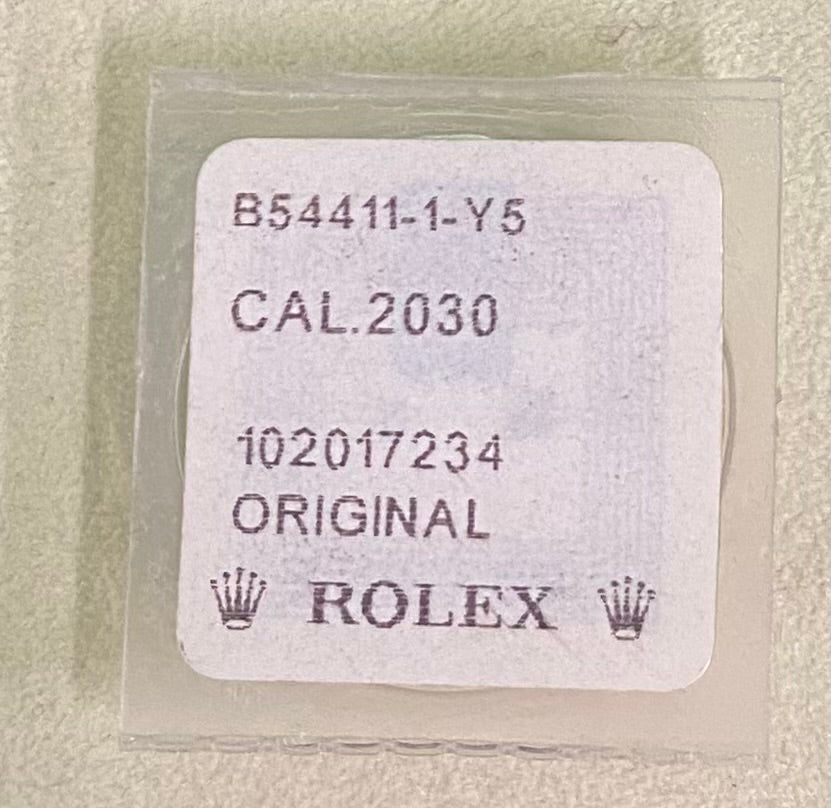 B54411-1-Y5
CAL.2030
102017234
ORIGINAL
ROLEX